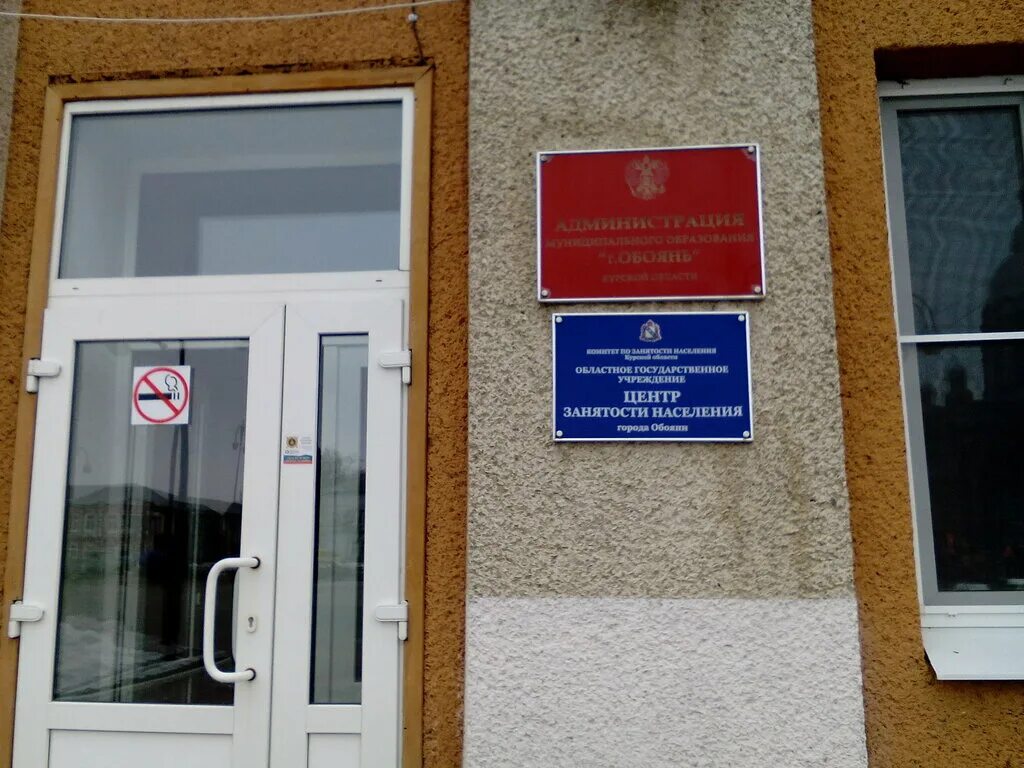 АДМИНИСТРАЦИЯ
МУНИЦИПАЛЬНОГО ОБРАЗОВАНИЯ
"г.ОБОЯНЬ"
КУРСКОЙ ОБЛАСТИ
КОМИТЕТ ПО ЗАНЯТОСТИ НАСЕЛЕНИЯ
Курской области
ОБЛАСТНОЕ ГОСУДАРСТВЕННОЕ
УЧРЕЖДЕНИЕ
ЦЕНТР
ЗАНЯТОСТИ НАСЕЛЕНИЯ
города Обояни